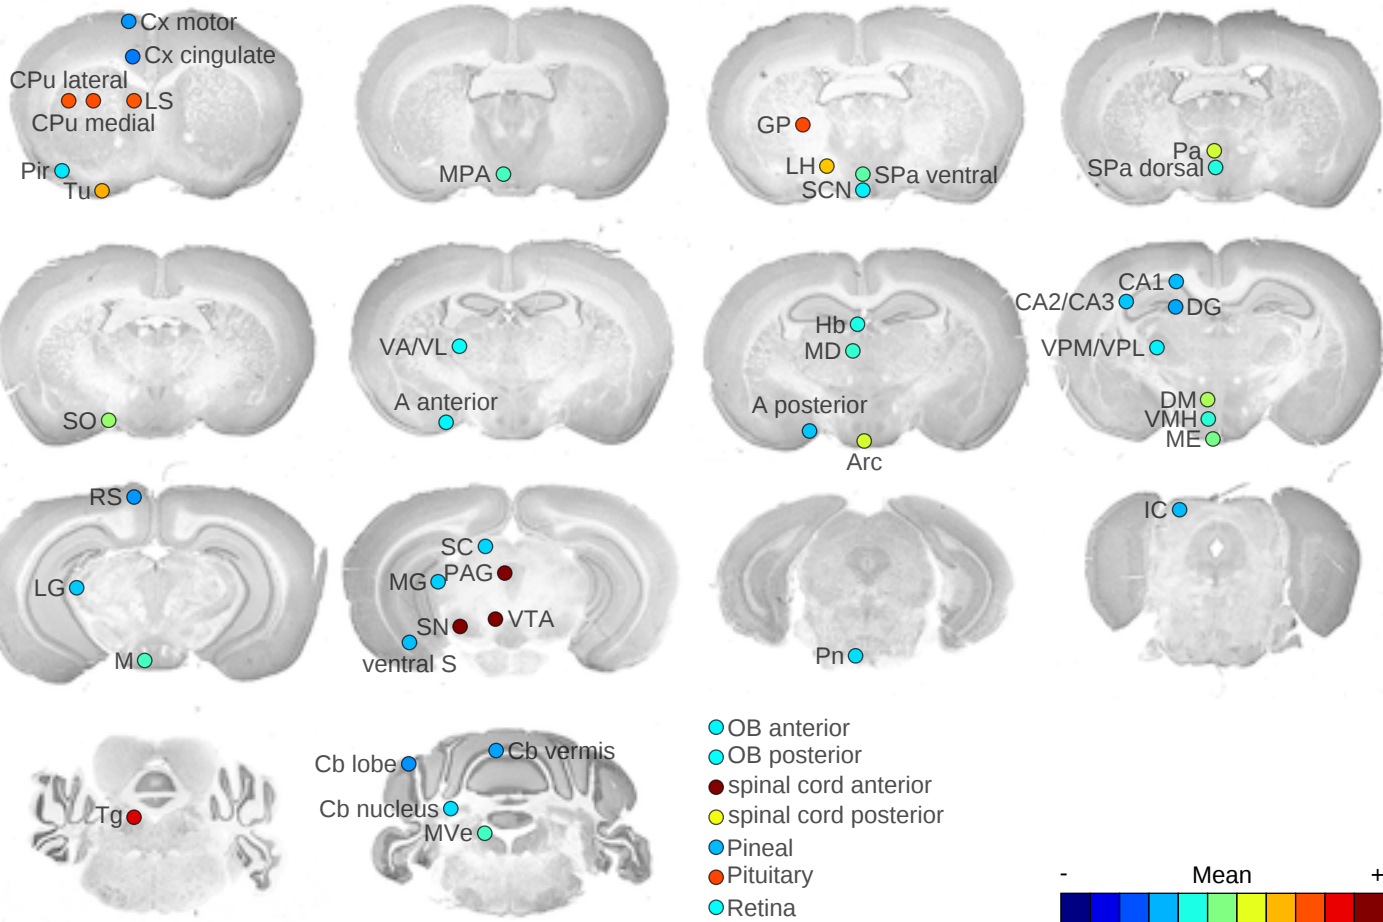 Cx motor
Cx cingulate
CPu lateral
LS
CPu medial
Pir
Tu
MPA
GP
LH
SPa ventral
SCN
Pa
SPa dorsal
SO
VA/VL
A anterior
Hb
MD
A posterior
Arc
CA1
CA2/CA3
DG
VPM/VPL
DM
VMH
ME
RS
LG
M
SC
MG
PAG
SN
VTA
ventral S
Pn
IC
Tg
Cb lobe
Cb vermis
Cb nucleus
MVe
OB anterior
OB posterior
spinal cord anterior
spinal cord posterior
Pineal
Pituitary
Retina
- Mean +